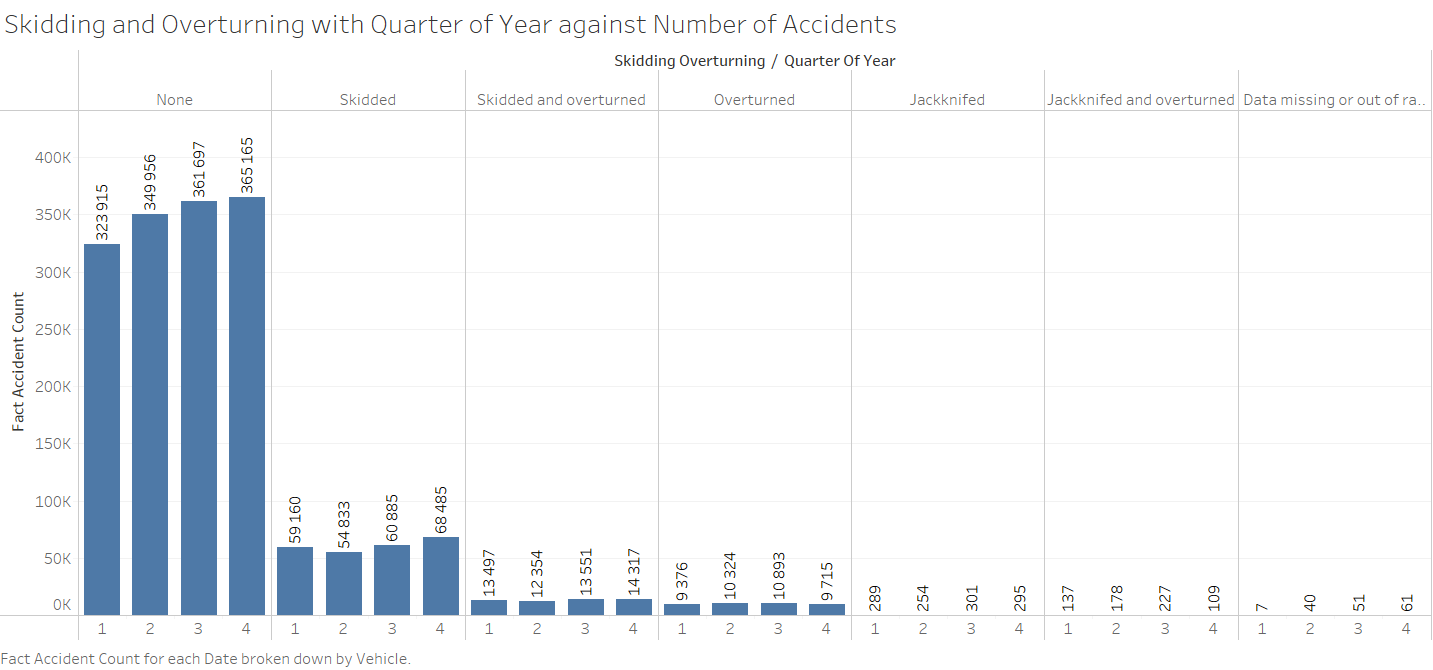 Skidding and Overturning with Quarter of Year against Number of Accidents
Skidding Overturning / Quarter Of Year
None Skidded Skidded and overturned Overturned Jackknifed Jackknifed and overturned Data missing or out of ra..
Fact Accident Count
400K
350K
300K
250K
200K
150K
100K
50K
0K
323 915 349 956 361 697 365 165 59 160 54 833 60 885 68 485 13 497 12 354 13 551 14 317 9 376 10 324 10 893 9 715 289 254 301 295 137 178 227 109 7 40 51 61
1 2 3 4 1 2 3 4 1 2 3 4 1 2 3 4 1 2 3 4 1 2 3 4 1 2 3 4
Fact Accident Count for each Date broken down by Vehicle.